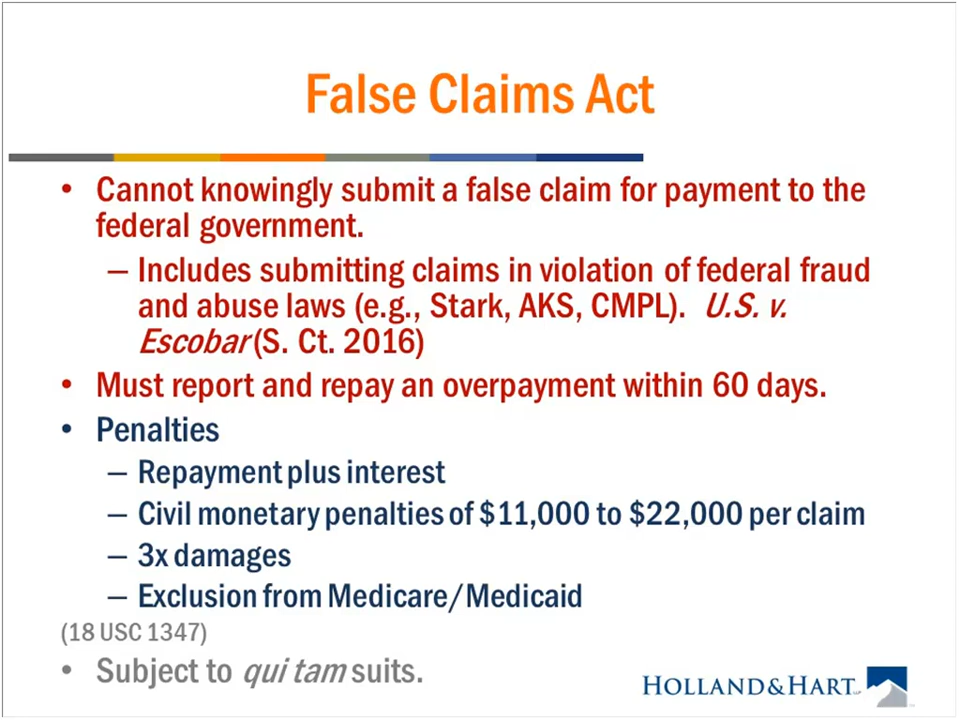 False Claims Act
• Cannot knowingly submit a false claim for payment to the
federal government.
– Includes submitting claims in violation of federal fraud
and abuse laws (e.g., Stark, AKS, CMPL). U.S. v.
Escobar (S. Ct. 2016)
• Must report and repay an overpayment within 60 days.
• Penalties
– Repayment plus interest
– Civil monetary penalties of $11,000 to $22,000 per claim
– 3x damages
– Exclusion from Medicare/Medicaid
(18 USC 1347)
• Subject to qui tam suits.
HOLLAND&HART